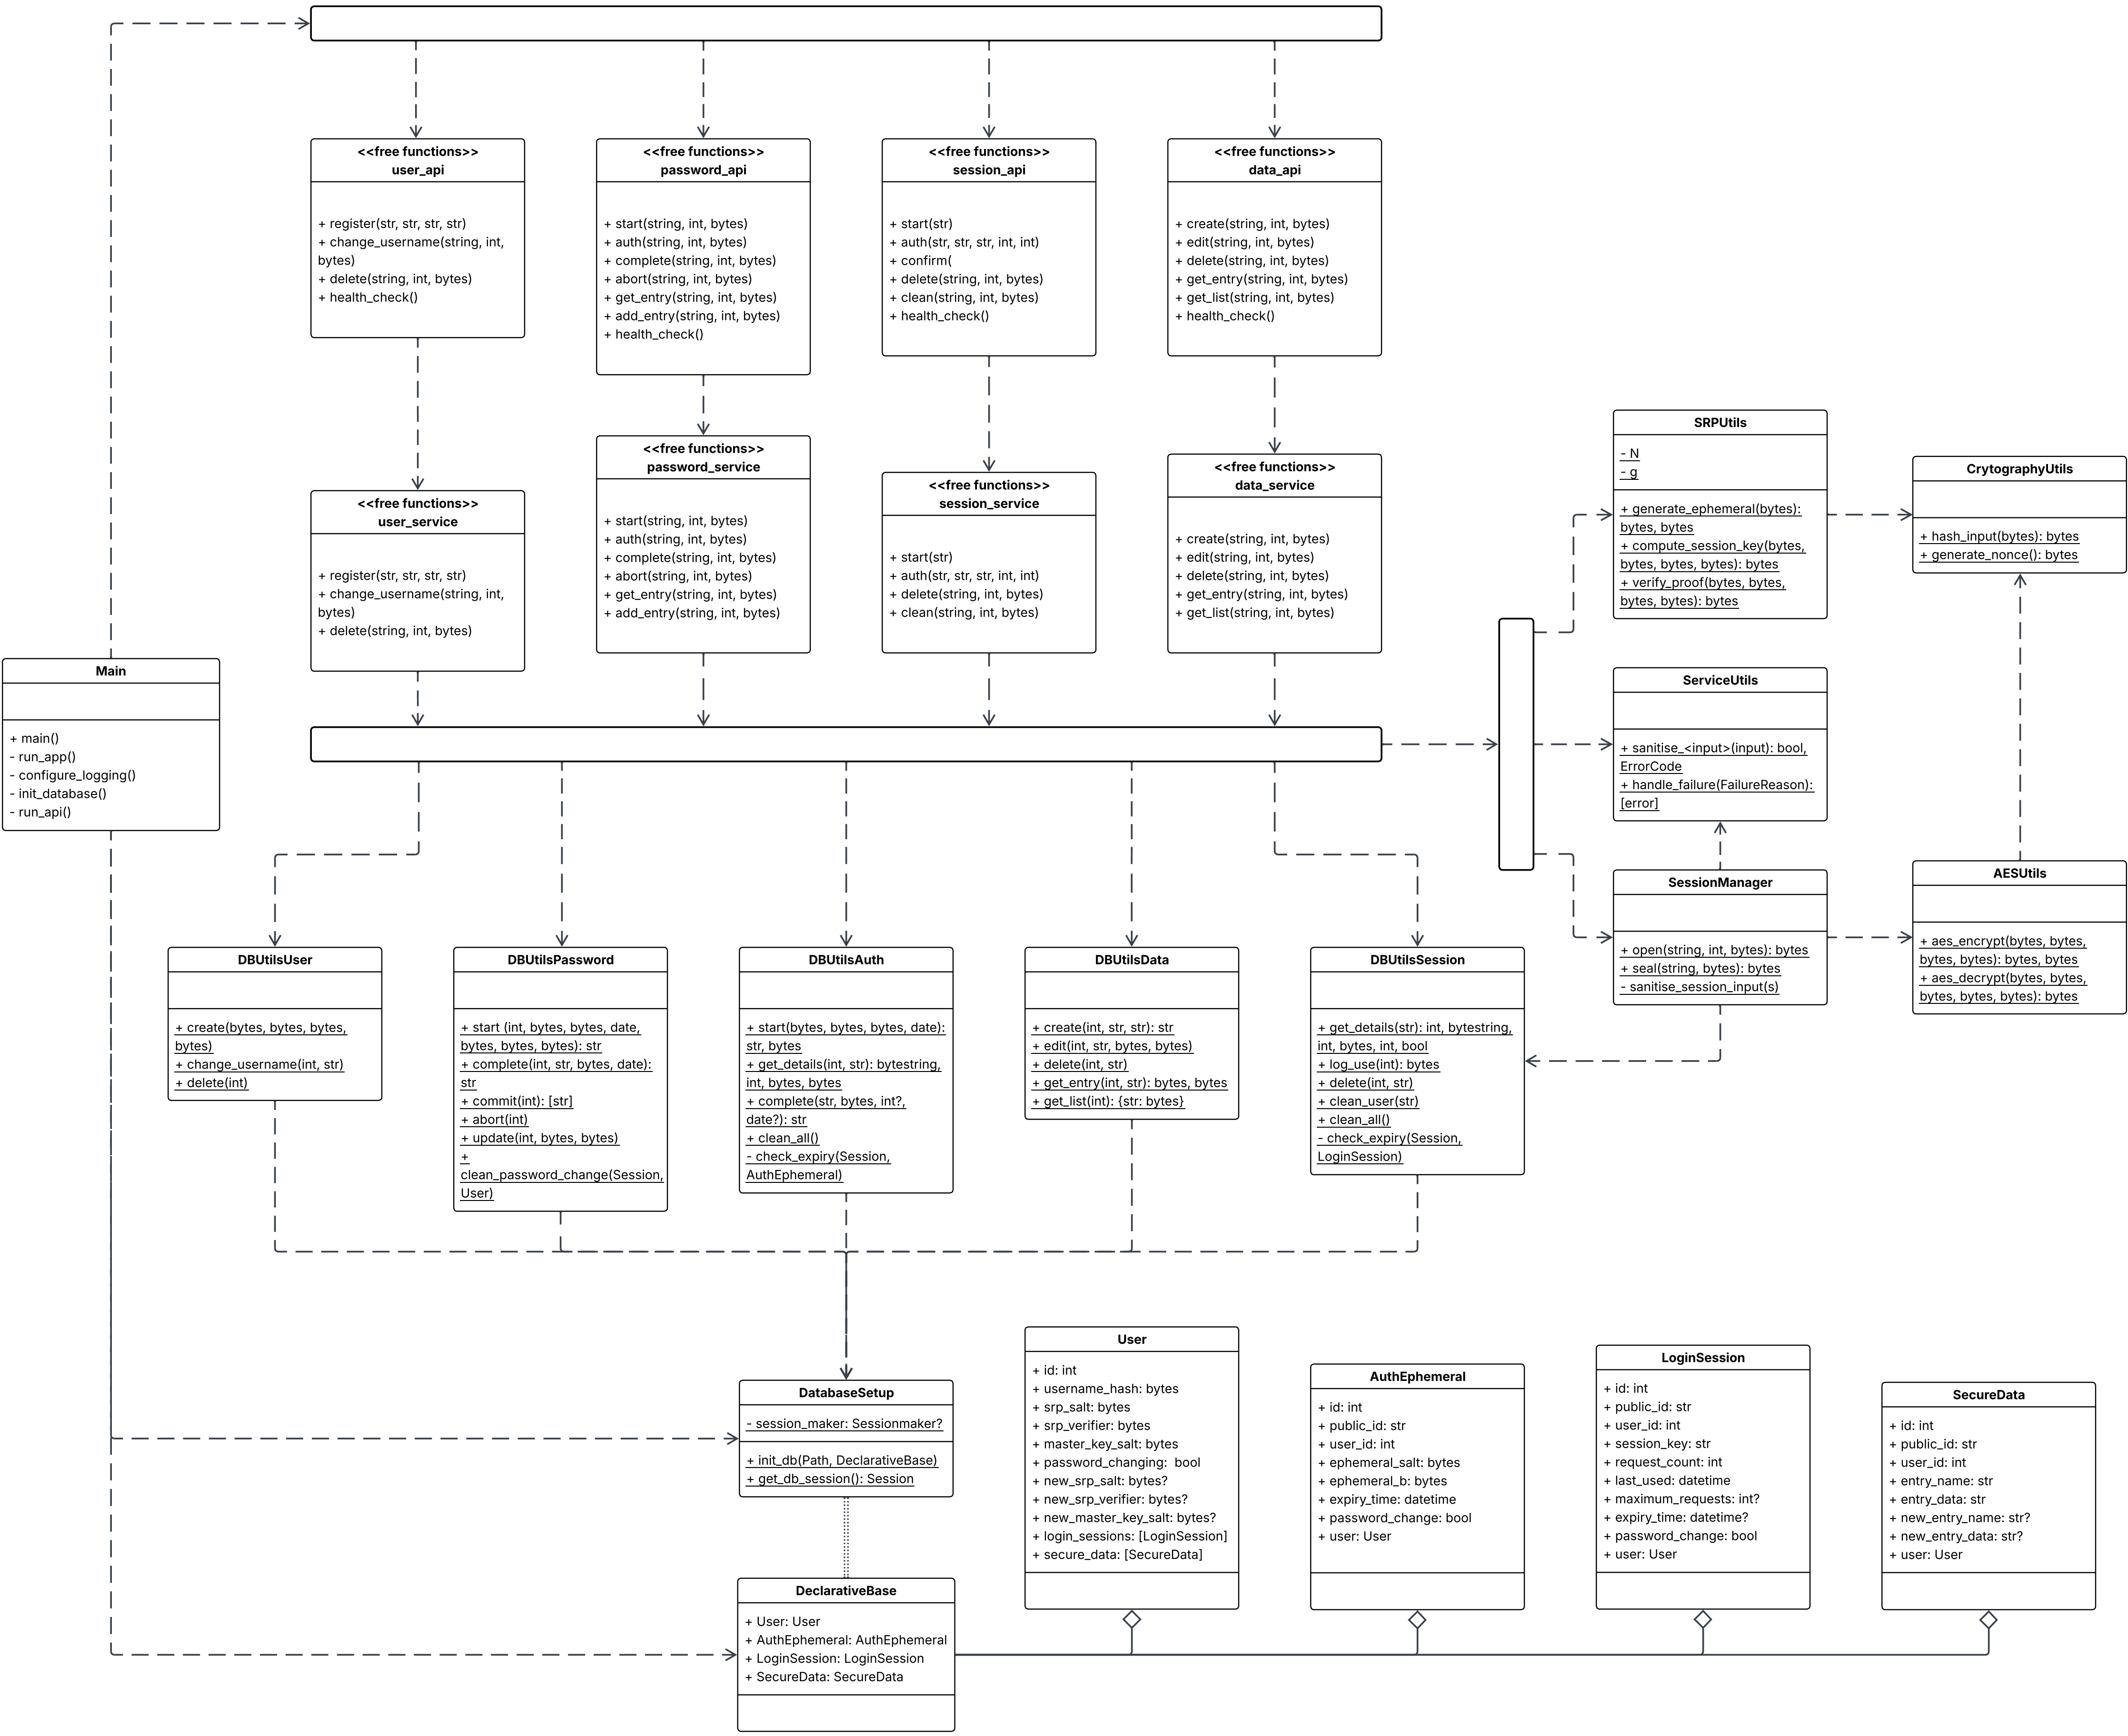 <<free functions>>
user_api
+ register(str, str, str, str)
+ change_username(string, int,
bytes)
+ delete(string, int, bytes)
+ health_check()
<<free functions>>
password_api
+ start(string, int, bytes)
+ auth(string, int, bytes)
+ complete(string, int, bytes)
+ abort(string, int, bytes)
+ get_entry(string, int, bytes)
+ add_entry(string, int, bytes)
+ health_check()
<<free functions>>
session_api
+ start(str)
+ auth(str, str, str, int, int)
+ confirm(
+ delete(string, int, bytes)
+ clean(string, int, bytes)
+ health_check()
<<free functions>>
data_api
+ create(string, int, bytes)
+ edit(string, int, bytes)
+ delete(string, int, bytes)
+ get_entry(string, int, bytes)
+ get_list(string, int, bytes)
+ health_check()
<<free functions>>
user_service
+ register(str, str, str, str)
+ change_username(string, int,
bytes)
+ delete(string, int, bytes)
<<free functions>>
password_service
+ start(string, int, bytes)
+ auth(string, int, bytes)
+ complete(string, int, bytes)
+ abort(string, int, bytes)
+ get_entry(string, int, bytes)
+ add_entry(string, int, bytes)
<<free functions>>
session_service
+ start(str)
+ auth(str, str, str, int, int)
+ delete(string, int, bytes)
+ clean(string, int, bytes)
<<free functions>>
data_service
+ create(string, int, bytes)
+ edit(string, int, bytes)
+ delete(string, int, bytes)
+ get_entry(string, int, bytes)
+ get_list(string, int, bytes)
SRPUtils
- N
- g
+ generate_ephemeral(bytes):
bytes, bytes
+ compute_session_key(bytes,
bytes, bytes, bytes): bytes
+ verify_proof(bytes, bytes,
bytes, bytes): bytes
CrytographyUtils
+ hash_input(bytes): bytes
+ generate_nonce(): bytes
Main
+ main()
- run_app()
- configure_logging()
- init_database()
- run_api()
ServiceUtils
+ sanitise_<input>(input): bool,
ErrorCode
+ handle_failure(FailureReason):
[error]
SessionManager
+ open(string, int, bytes): bytes
+ seal(string, bytes): bytes
- sanitise_session_input(s)
AESUtils
+ aes_encrypt(bytes, bytes,
bytes, bytes): bytes, bytes
+ aes_decrypt(bytes, bytes,
bytes, bytes, bytes): bytes
DBUtilsUser
+ create(bytes, bytes, bytes,
bytes)
+ change_username(int, str)
+ delete(int)
DBUtilsPassword
+ start (int, bytes, bytes, date,
bytes, bytes, bytes): str
+ complete(int, str, bytes, date):
str
+ commit(int): [str]
+ abort(int)
+ update(int, bytes, bytes)
+
clean_password_change(Session,
User)
DBUtilsAuth
+ start(bytes, bytes, bytes, date):
str, bytes
+ get_details(int, str): bytestring,
int, bytes, bytes
+ complete(str, bytes, int?,
date?): str
+ clean_all()
- check_expiry(Session,
AuthEphemeral)
DBUtilsData
+ create(int, str, str): str
+ edit(int, str, bytes, bytes)
+ delete(int, str)
+ get_entry(int, str): bytes, bytes
+ get_list(int): {str: bytes}
DBUtilsSession
+ get_details(str): int, bytestring,
int, bytes, int, bool
+ log_use(int): bytes
+ delete(int, str)
+ clean_user(str)
+ clean_all()
- check_expiry(Session,
LoginSession)
DatabaseSetup
- session_maker: Sessionmaker?
+ init_db(Path, DeclarativeBase)
+ get_db_session(): Session
DeclarativeBase
+ User: User
+ AuthEphemeral: AuthEphemeral
+ LoginSession: LoginSession
+ SecureData: SecureData
User
+ id: int
+ username_hash: bytes
+ srp_salt: bytes
+ srp_verifier: bytes
+ master_key_salt: bytes
+ password_changing:  bool
+ new_srp_salt: bytes?
+ new_srp_verifier: bytes?
+ new_master_key_salt: bytes?
+ login_sessions: [LoginSession]
+ secure_data: [SecureData]
AuthEphemeral
+ id: int
+ public_id: str
+ user_id: int
+ ephemeral_salt: bytes
+ ephemeral_b: bytes
+ expiry_time: datetime
+ password_change: bool
+ user: User
LoginSession
+ id: int
+ public_id: str
+ user_id: int
+ session_key: str
+ request_count: int
+ last_used: datetime
+ maximum_requests: int?
+ expiry_time: datetime?
+ password_change: bool
+ user: User
SecureData
+ id: int
+ public_id: str
+ user_id: int
+ entry_name: str
+ entry_data: str
+ new_entry_name: str?
+ new_entry_data: str?
+ user: User